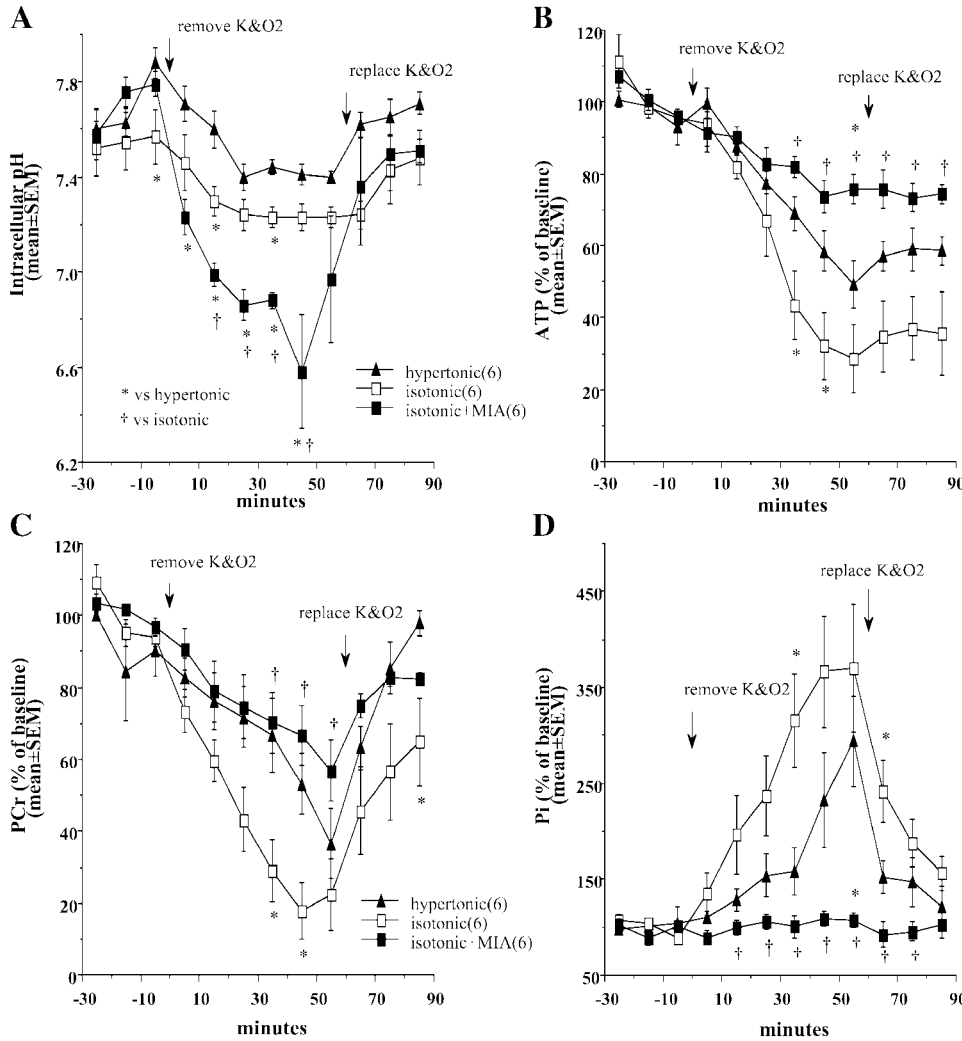 A
remove K&O2
replace K&O2
7.8
7.4
7.0
6.6
6.2
Intracellular pH
(mean±SEM)
* vs hypertonic
† vs isotonic
hypertonic(6)
isotonic(6)
isotonic+MIA(6)
* * * † * † * † * †
-30 -10 10 30 50 70 90
minutes
B
remove K&O2
replace K&O2
120
100
80
60
40
20
0
ATP (% of baseline)
(mean±SEM)
† † * † † † †
* *
-30 -10 10 30 50 70 90
minutes
C
remove K&O2
replace K&O2
120
100
80
60
40
20
0
PCr (% of baseline)
(mean±SEM)
† † †
* * *
hypertonic(6)
isotonic(6)
isotonic·MIA(6)
-30 -10 10 30 50 70 90
minutes
D
replace K&O2
remove K&O2
450
350
250
150
50
Pi (% of baseline)
(mean±SEM)
* * *
† † † † † † †
-30 -10 10 30 50 70 90
minutes